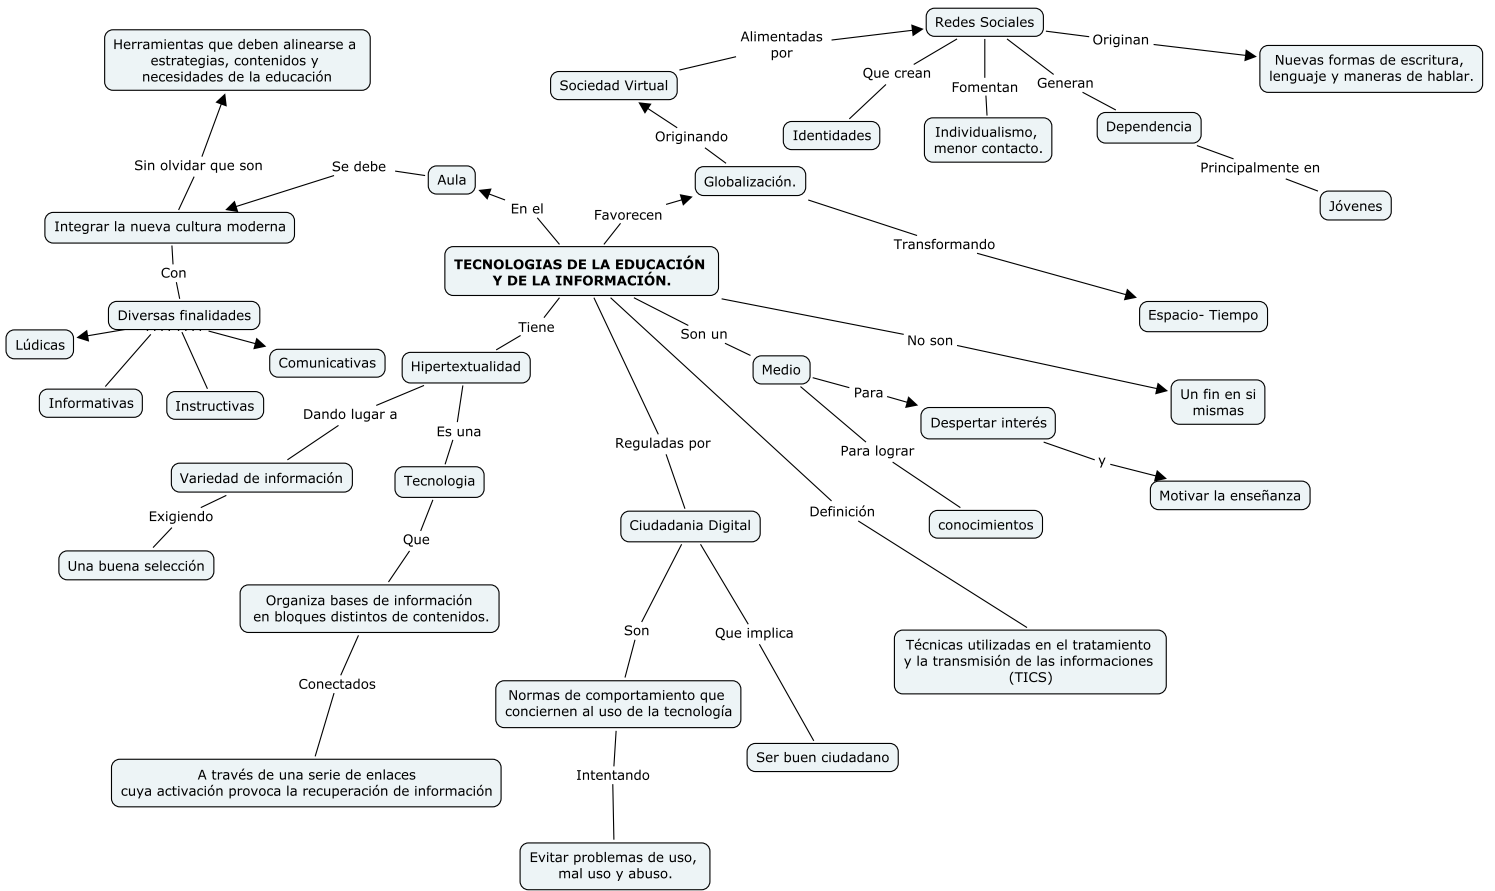 Redes Sociales
Originan
Nuevas formas de escritura,
lenguaje y maneras de hablar.
Alimentadas
por
Herramientas que deben alinearse a
estrategias, contenidos y
necesidades de la educación
Sociedad Virtual
Que crean
Fomentan
Generan
Identidades
Individualismo,
menor contacto.
Dependencia
Originando
Principalmente en
Jóvenes
Sin olvidar que son
Se debe
Aula
Globalización.
En el
Favorecen
Integrar la nueva cultura moderna
Transformando
Con
TECNOLOGIAS DE LA EDUCACIÓN
Y DE LA INFORMACIÓN.
Espacio- Tiempo
Diversas finalidades
Lúdicas
Comunicativas
Informativas
Instructivas
Tiene
Hipertextualidad
Son un
No son
Medio
Un fin en si
mismas
Para
Despertar interés
Dando lugar a
Es una
Reguladas por
Para lograr
y
Motivar la enseñanza
Variedad de información
Tecnologia
Exigiendo
Definición
conocimientos
Ciudadania Digital
Que
Una buena selección
Organiza bases de información
en bloques distintos de contenidos.
Son
Que implica
Técnicas utilizadas en el tratamiento
y la transmisión de las informaciones
(TICS)
Conectados
Normas de comportamiento que
conciernen al uso de la tecnología
Ser buen ciudadano
A través de una serie de enlaces
cuya activación provoca la recuperación de información
Intentando
Evitar problemas de uso,
mal uso y abuso.